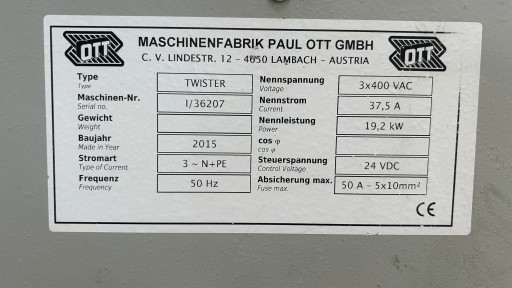 OTT
MASCHINENFABRIK PAUL OTT GMBH
OTT
C. V. LINDESTR. 12 - 4650 LAMBACH - AUSTRIA
Type TWISTER Nennspannung 3x400 VAC
Type Voltage
Maschinen-Nr. I/36207 Nennstrom 37,5 A
Serial no. Current
Gewicht Nennleistung 19,2 kW
Weight Power
Baujahr 2015 cos φ
Made in Year cos φ
Stromart 3 ~ N+PE Steuerspannung 24 VDC
Type of Current Control Voltage
Frequenz 50 Hz Absicherung max. 50 A - 5x10mm²
Frequency Fuse max.
CE